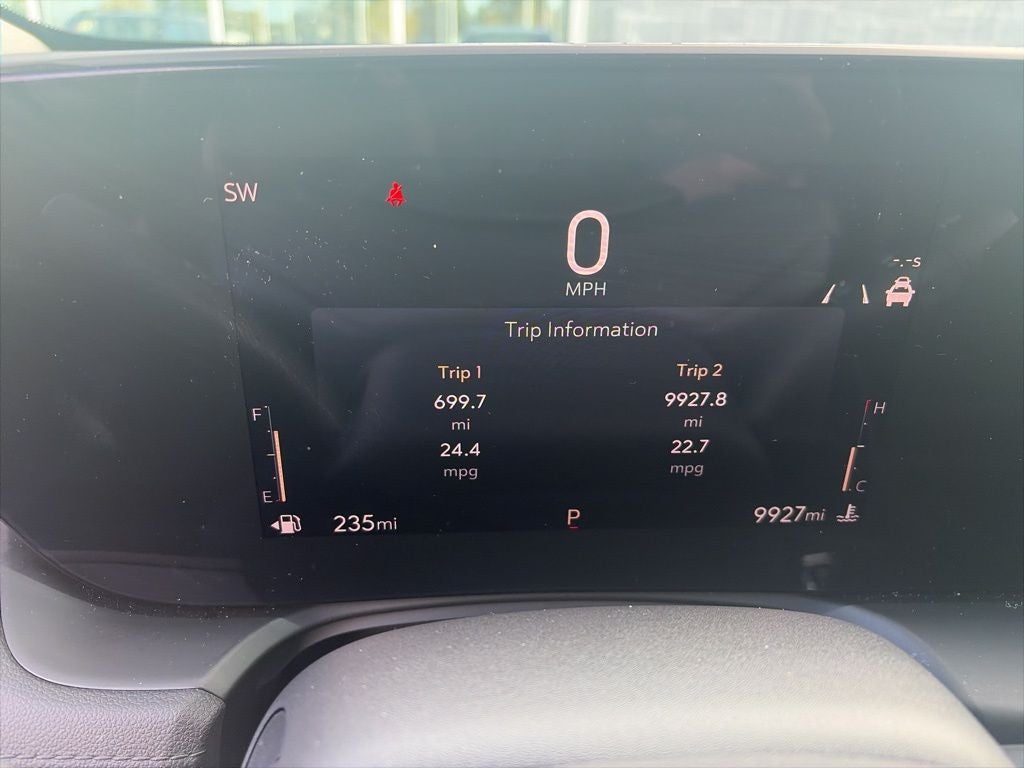 SW
0
MPH
-.-s
Trip Information
Trip 1 Trip 2
699.7 9927.8
mi mi
24.4 22.7
mpg mpg
F H
E C
235mi P 9927mi